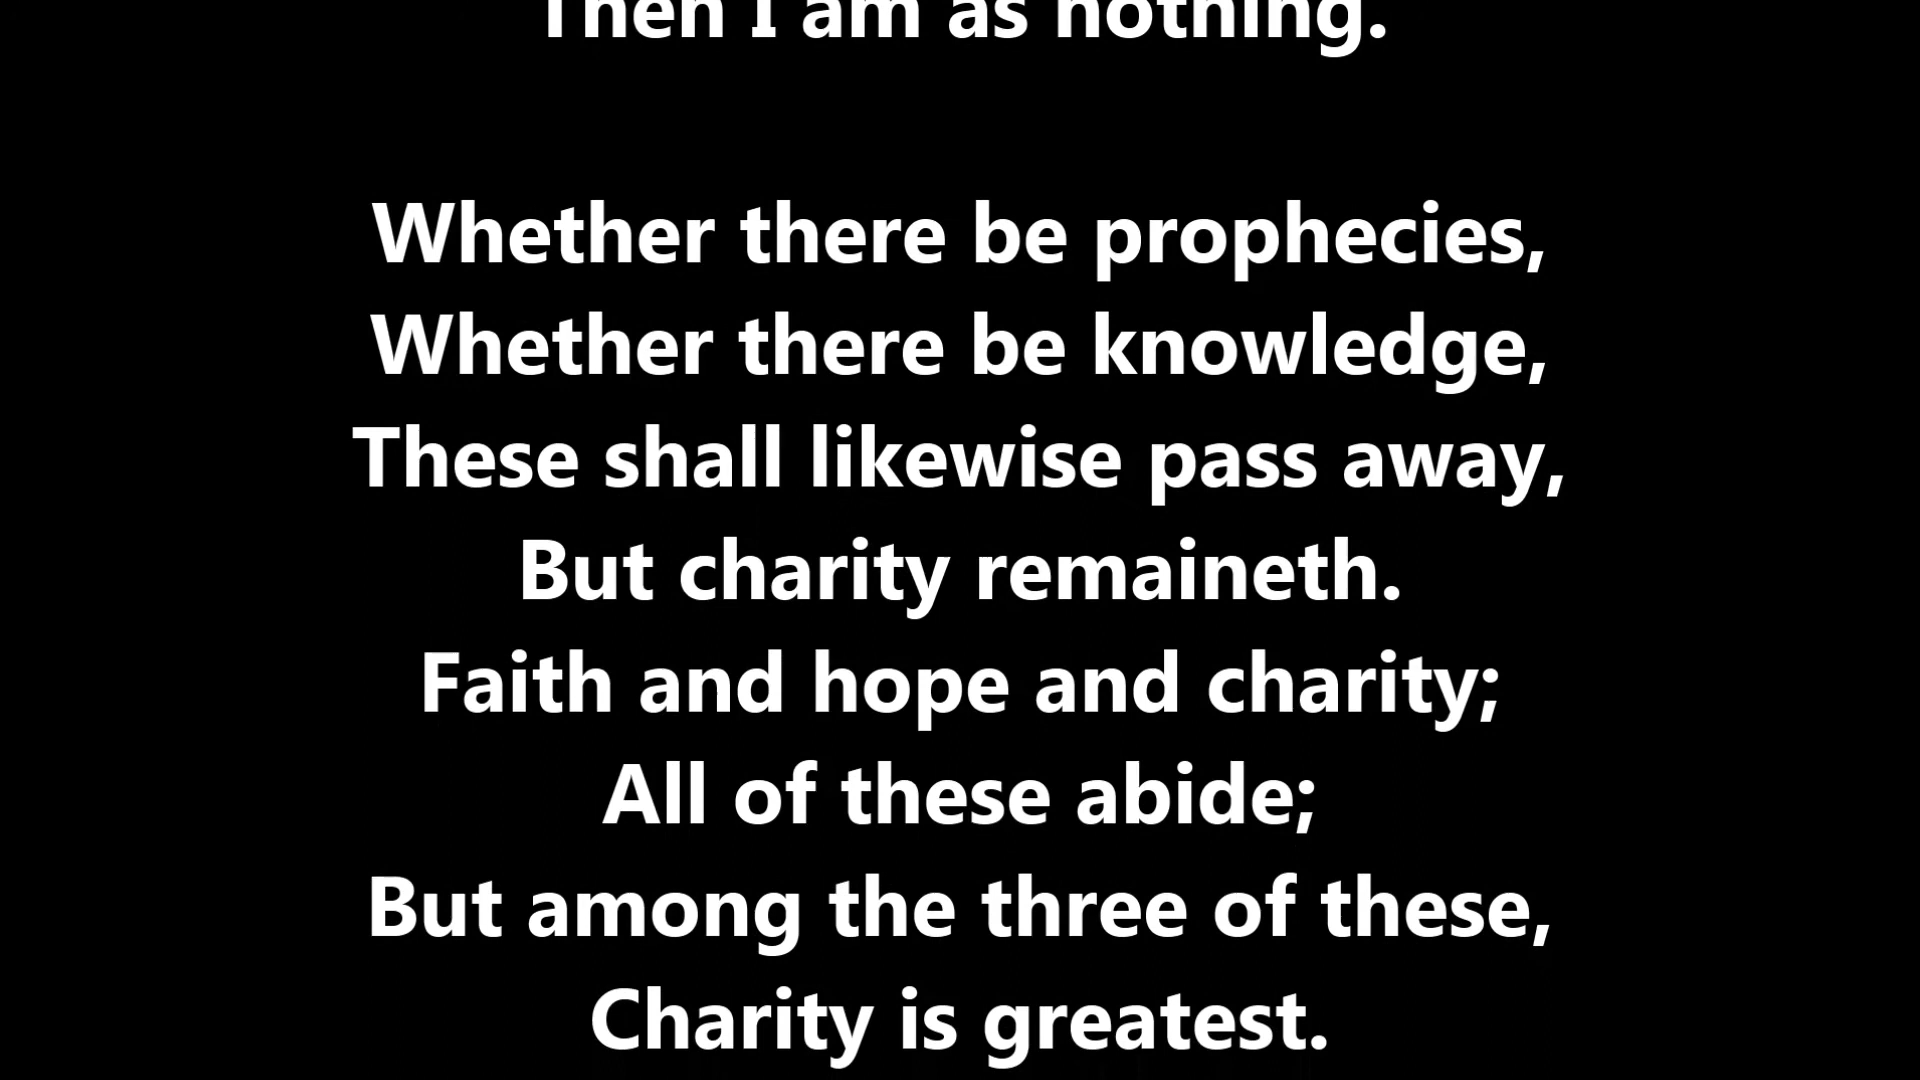 Then I am as nothing.
Whether there be prophecies,
Whether there be knowledge,
These shall likewise pass away,
But charity remaineth.
Faith and hope and charity;
All of these abide;
But among the three of these,
Charity is greatest.